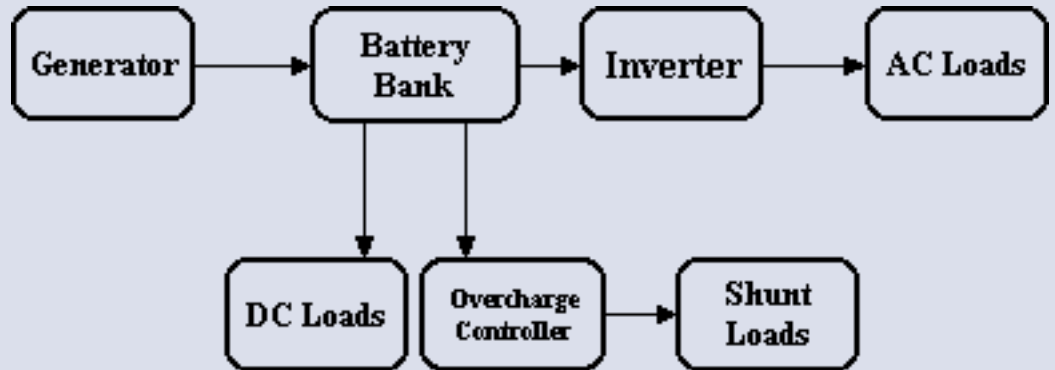 Generator
Battery
Bank
Inverter
AC Loads
DC Loads
Overcharge
Controller
Shunt
Loads